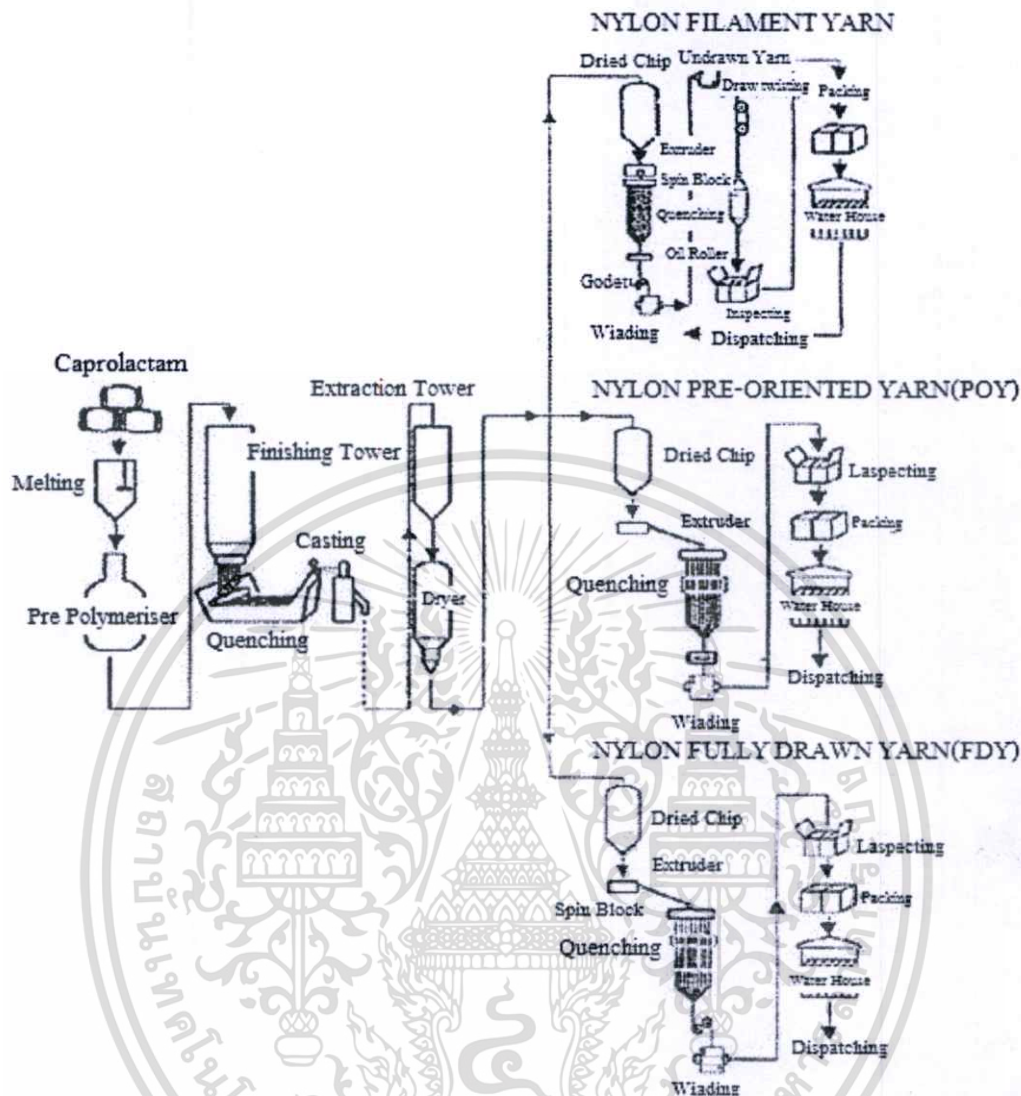 NYLON FILAMENT YARN
Dried Chip
Undrawn Yarn
Draw twisting
Packing
Extruder
Spin Block
Quenching
Water House
Oil Roller
Godet
Inspecting
Wiading
Dispatching
Caprolactam
Melting
Pre Polymeriser
Finishing Tower
Quenching
Casting
Extraction Tower
Dryer
NYLON PRE-ORIENTED YARN(POY)
Dried Chip
Extruder
Quenching
Wiading
Laspecting
Packing
Water House
Dispatching
NYLON FULLY DRAWN YARN(FDY)
Dried Chip
Extruder
Spin Block
Quenching
Wiading
Laspecting
Packing
Water House
Dispatching